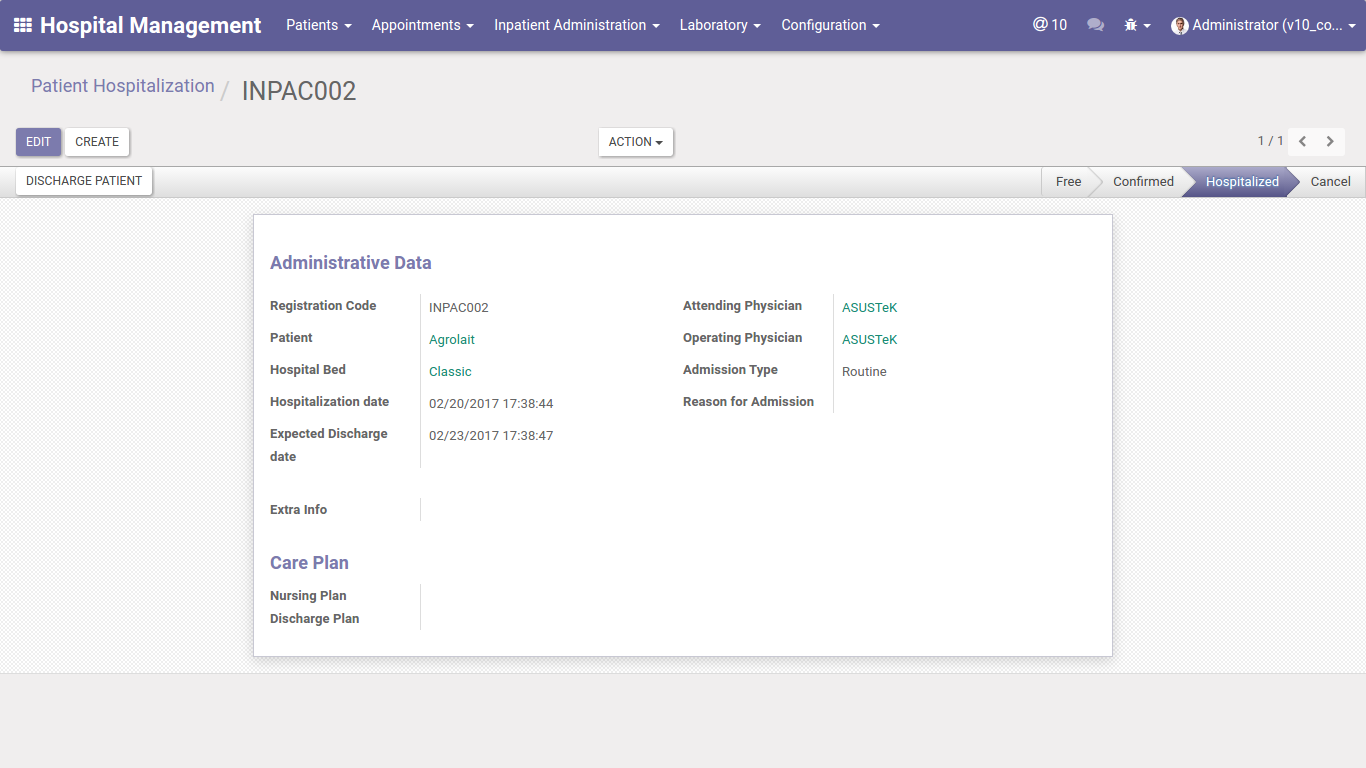 Hospital Management Patients Appointments Inpatient Administration Laboratory Configuration @ 10 Administrator (v10_co...
Patient Hospitalization / INPAC002
EDIT CREATE ACTION 1 / 1
DISCHARGE PATIENT Free Confirmed Hospitalized Cancel
Administrative Data
Registration Code INPAC002 Attending Physician ASUSTeK
Patient Agrolait Operating Physician ASUSTeK
Hospital Bed Classic Admission Type Routine
Hospitalization date 02/20/2017 17:38:44 Reason for Admission
Expected Discharge 02/23/2017 17:38:47
date
Extra Info
Care Plan
Nursing Plan
Discharge Plan